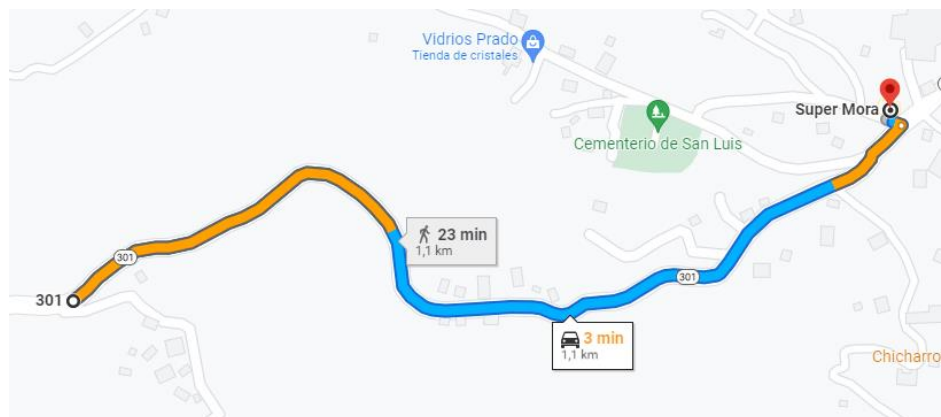 Vidrios Prado
Tienda de cristales
Super Mora
Cementerio de San Luis
23 min
1,1 km
301
301
301
3 min
1,1 km
Chicharro